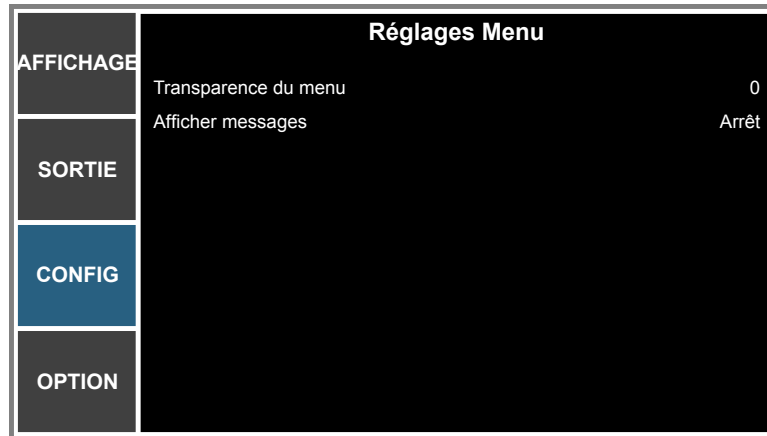 Réglages Menu
AFFICHAGE
Transparence du menu 0
Afficher messages Arrêt
SORTIE
CONFIG
OPTION